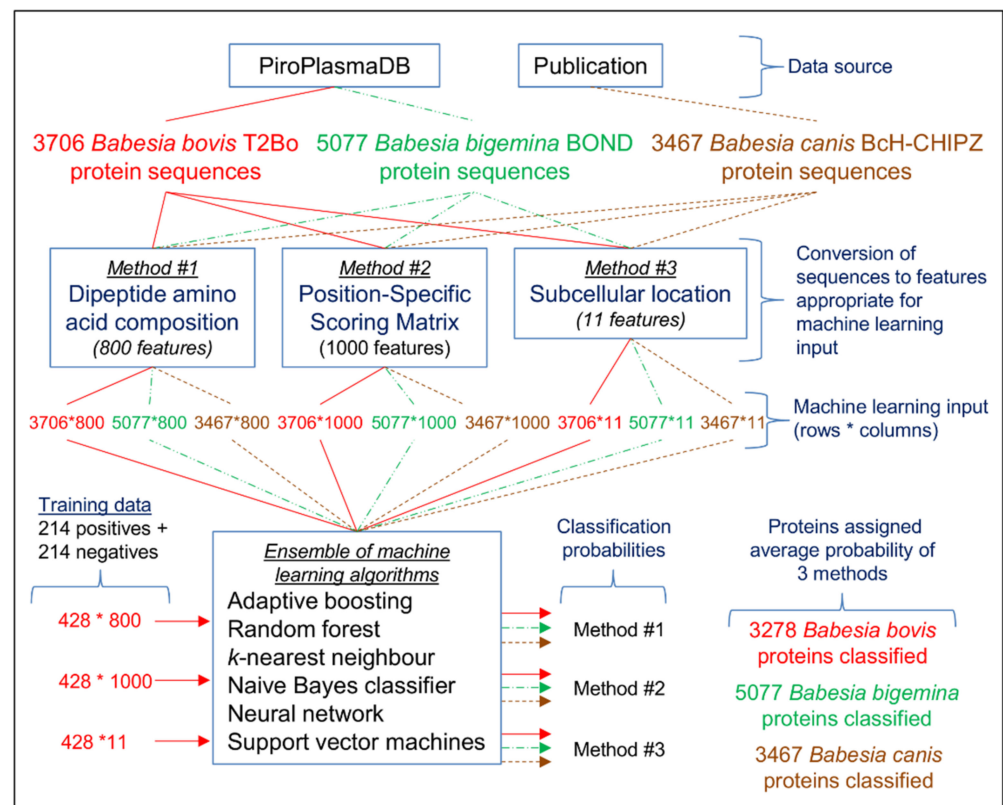 PiroPlasmaDB
Publication
Data source
3706 Babesia bovis T2Bo
protein sequences
5077 Babesia bigemina BOND
protein sequences
3467 Babesia canis BcH-CHIPZ
protein sequences
Method #1
Dipeptide amino
acid composition
(800 features)
Method #2
Position-Specific
Scoring Matrix
(1000 features)
Method #3
Subcellular location
(11 features)
Conversion of
sequences to features
appropriate for
machine learning
input
3706*800 5077*800 3467*800 3706*1000 5077*1000 3467*1000 3706*11 5077*11 3467*11
Machine learning input
(rows * columns)
Training data
214 positives +
214 negatives
428 * 800
428 * 1000
428 *11
Ensemble of machine
learning algorithms
Adaptive boosting
Random forest
k-nearest neighbour
Naive Bayes classifier
Neural network
Support vector machines
Classification
probabilities
Method #1
Method #2
Method #3
Proteins assigned
average probability of
3 methods
3278 Babesia bovis
proteins classified
5077 Babesia bigemina
proteins classified
3467 Babesia canis
proteins classified